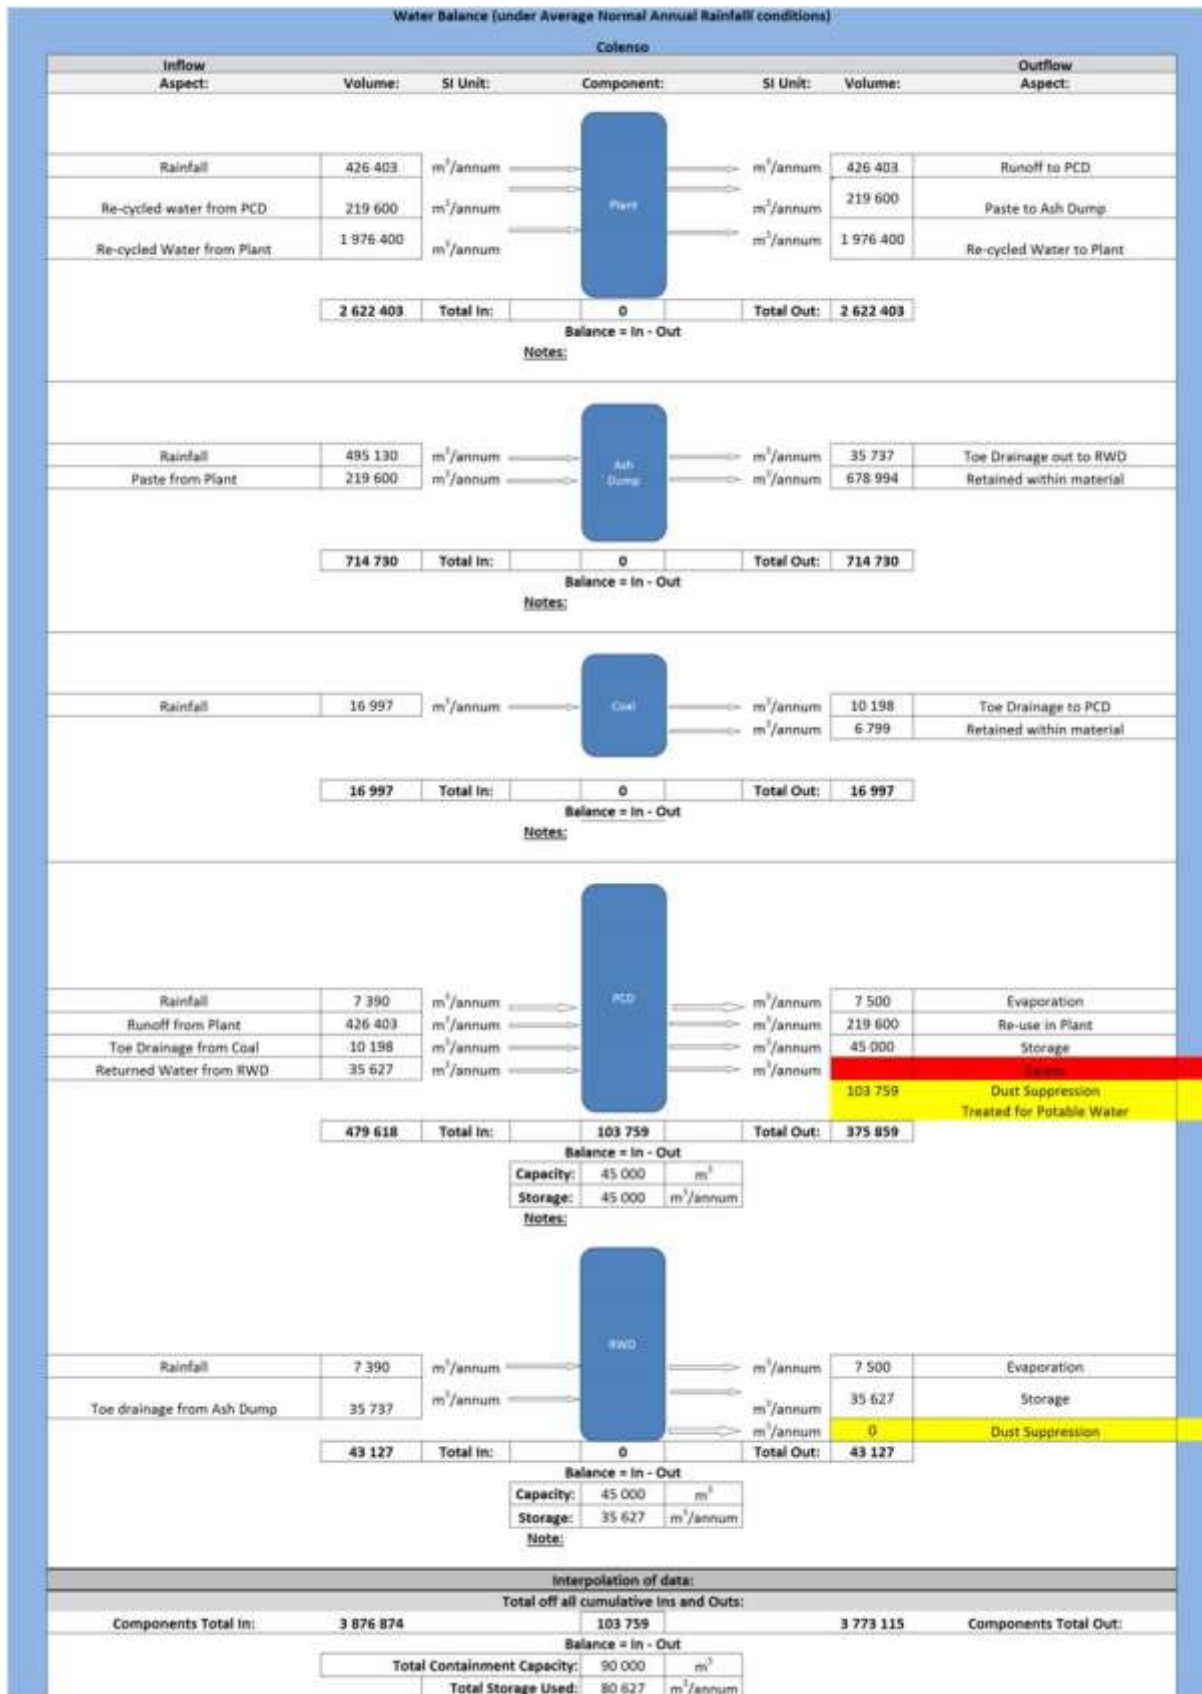 Water Balance (under Average Normal Annual Rainfalll conditions)
Colenso
Inflow Outflow
Aspect: Volume: SI Unit: Component: SI Unit: Volume: Aspect:
Plant
Rainfall 426 403 m³/annum m³/annum 426 403 Runoff to PCD
Re-cycled water from PCD 219 600 m³/annum m³/annum 219 600 Paste to Ash Dump
Re-cycled Water from Plant 1 976 400 m³/annum m³/annum 1 976 400 Re-cycled Water to Plant
2 622 403 Total In: 0 Total Out: 2 622 403
Balance = In - Out
Notes:
Ash Dump
Rainfall 495 130 m³/annum m³/annum 35 737 Toe Drainage out to RWD
Paste from Plant 219 600 m³/annum m³/annum 678 994 Retained within material
714 730 Total In: 0 Total Out: 714 730
Balance = In - Out
Notes:
Rainfall 16 997 m³/annum Coal m³/annum 10 198 Toe Drainage to PCD
m³/annum 6 799 Retained within material
16 997 Total In: 0 Total Out: 16 997
Balance = In - Out
Notes:
Rainfall 7 390 m³/annum PCD m³/annum 7 500 Evaporation
Runoff from Plant 426 403 m³/annum m³/annum 219 600 Re-use in Plant
Toe Drainage from Coal 10 198 m³/annum m³/annum 45 000 Storage
Returned Water from RWD 35 627 m³/annum m³/annum
103 759 Dust Suppression
Treated for Potable Water
479 618 Total In: 103 759 Total Out: 375 859
Balance = In - Out
Capacity: 45 000 m³
Storage: 45 000 m³/annum
Notes:
RWD
Rainfall 7 390 m³/annum m³/annum 7 500 Evaporation
Toe drainage from Ash Dump 35 737 m³/annum m³/annum 35 627 Storage
m³/annum 0 Dust Suppression
43 127 Total In: 0 Total Out: 43 127
Balance = In - Out
Capacity: 45 000 m³
Storage: 35 627 m³/annum
Note:
Interpolation of data:
Total off all cumulative Ins and Outs:
Components Total In: 3 876 874 103 759 3 773 115 Components Total Out:
Balance = In - Out
Total Containment Capacity: 90 000 m³
Total Storage Used: 80 627 m³/annum